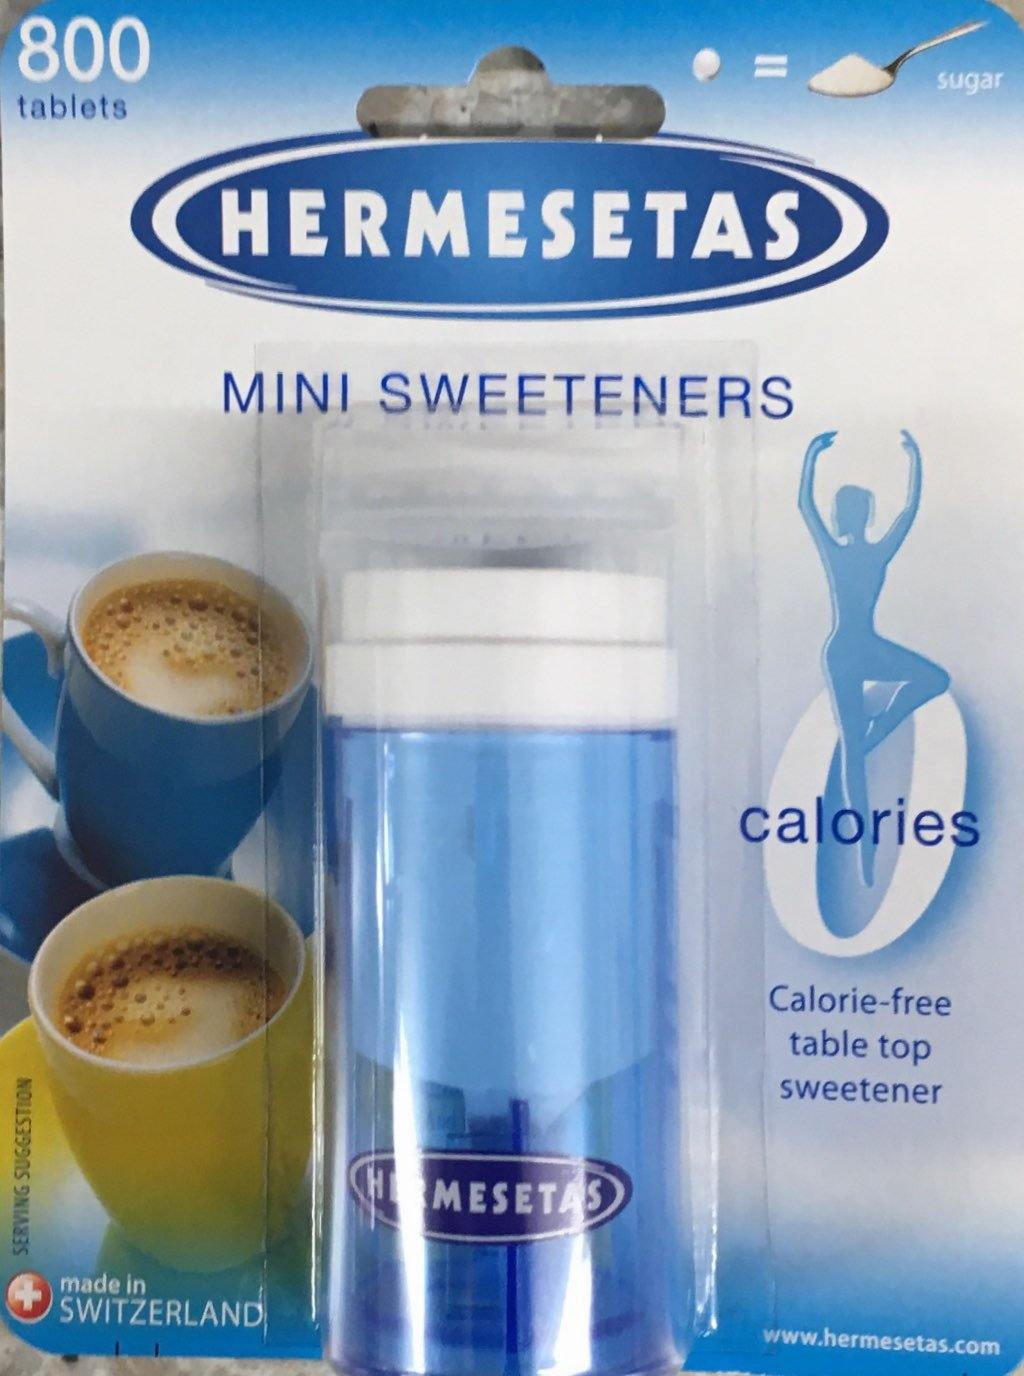 800
tablets
=
sugar
HERMESETAS
MINI SWEETENERS
0
calories
Calorie-free
table top
sweetener
HERMESETAS
SERVING SUGGESTION
made in
SWITZERLAND
www.hermesetas.com